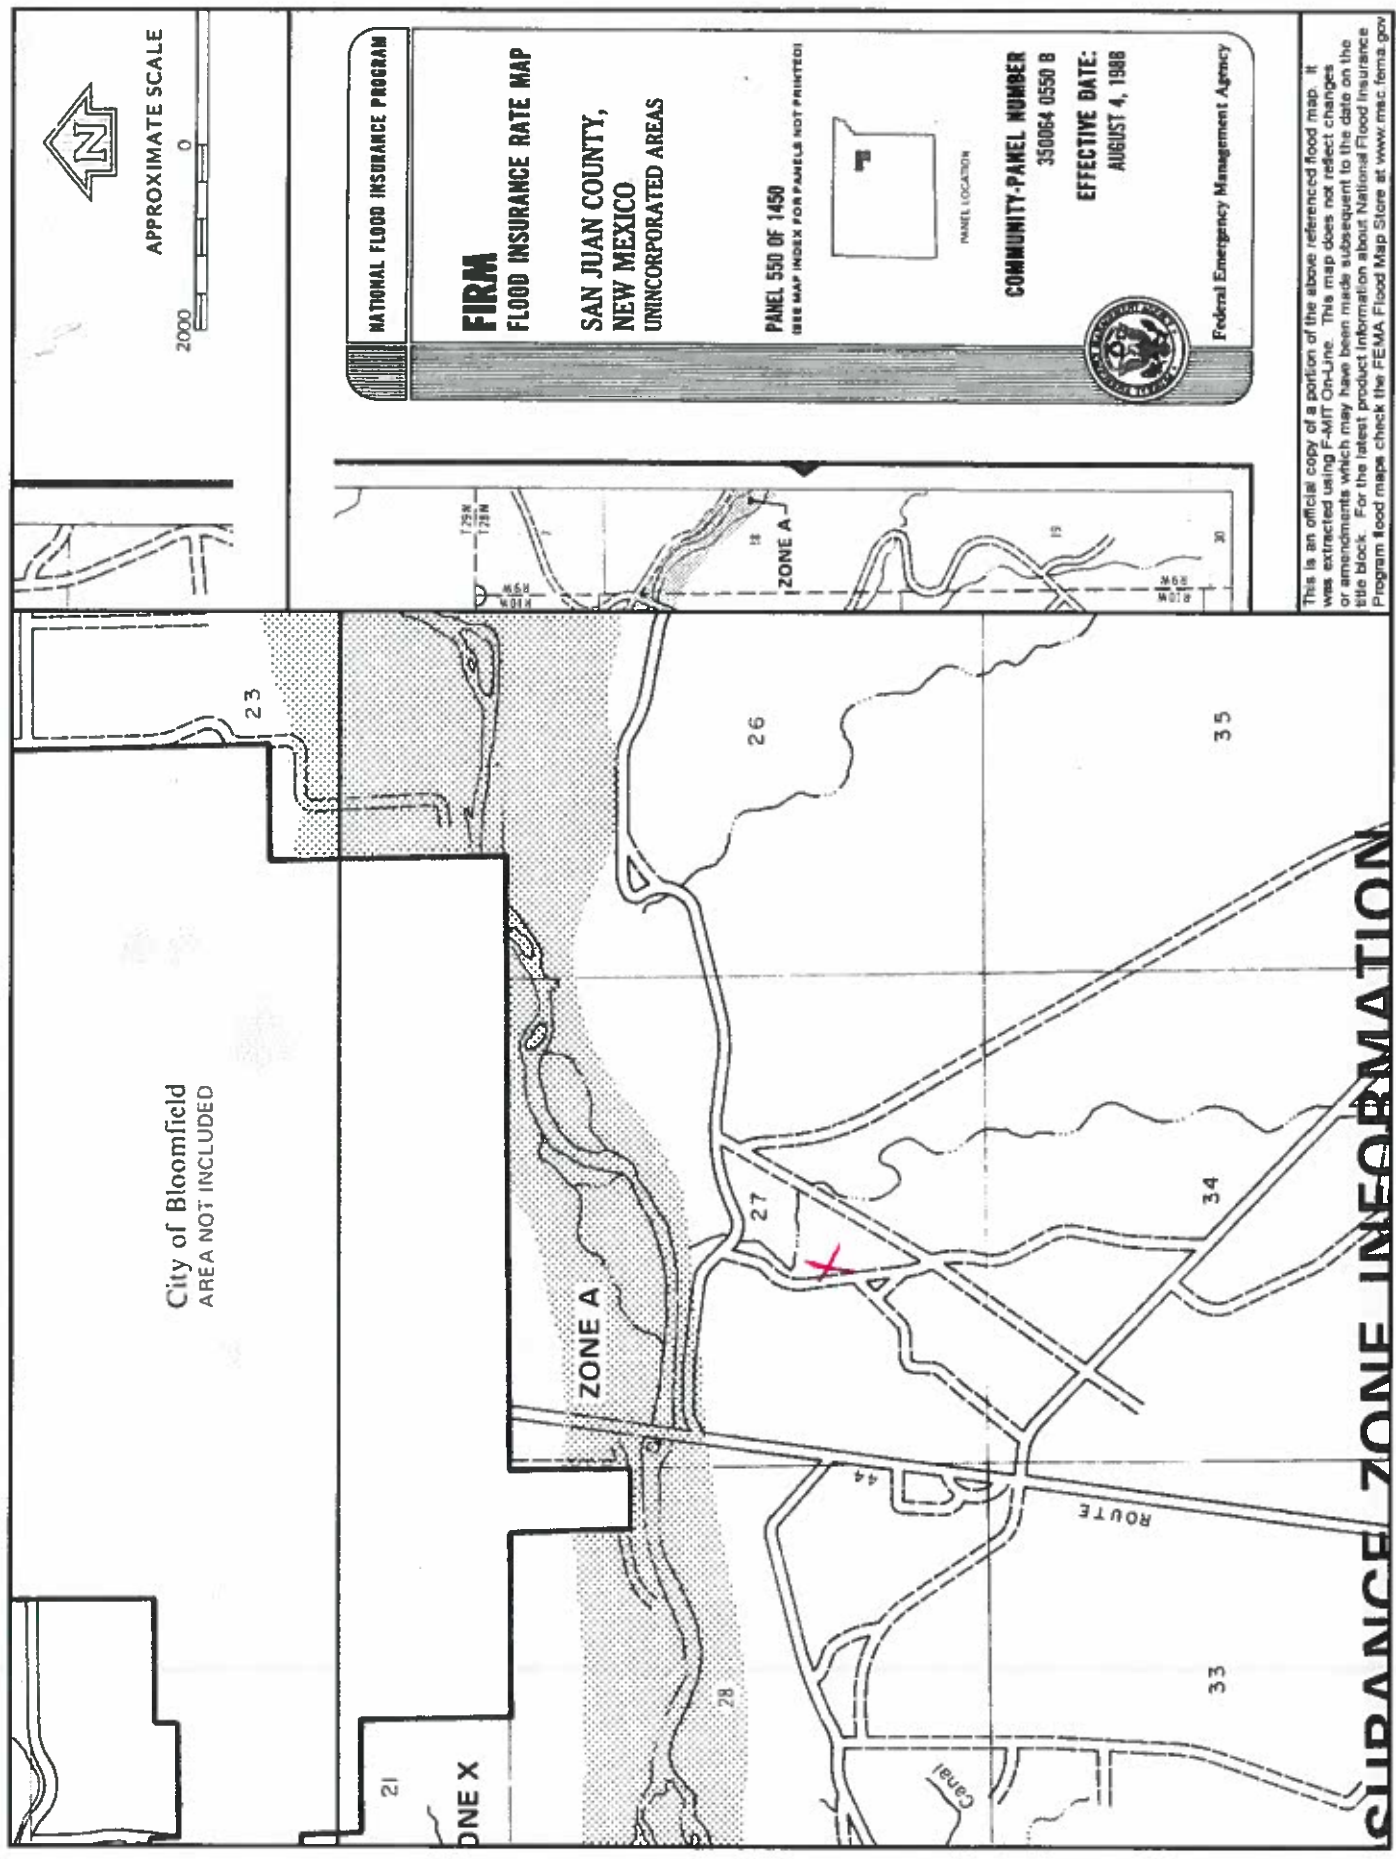 APPROXIMATE SCALE
2000 0
N
NATIONAL FLOOD INSURANCE PROGRAM
FIRM
FLOOD INSURANCE RATE MAP
SAN JUAN COUNTY,
NEW MEXICO
UNINCORPORATED AREAS
PANEL 550 OF 1450
(SEE MAP INDEX FOR PANELS NOT PRINTED)
PANEL LOCATION
COMMUNITY-PANEL NUMBER
350064 0550 B
EFFECTIVE DATE:
AUGUST 4, 1988
Federal Emergency Management Agency
This is an official copy of a portion of the above referenced flood map. It
was extracted using F-MIT On-Line. This map does not reflect changes
or amendments which may have been made subsequent to the date on the
title block. For the latest product information about National Flood Insurance
Program flood maps check the FEMA Flood Map Store at www.msc.fema.gov
T29N
T28N
7
R9W
R10W
18
ZONE A
19
R9W
R10W
30
23
26
35
City of Bloomfield
AREA NOT INCLUDED
27
34
ZONE A
44
ROUTE
28
33
21
ONE X
Canal
SURANCE ZONE INFORMATION